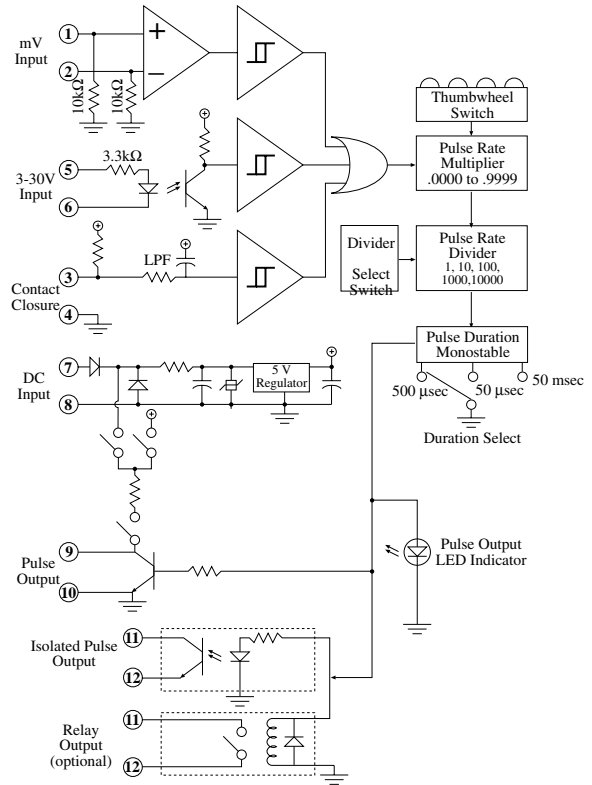 mV
Input
1
+
2
−
10kΩ
10kΩ
Thumbwheel
Switch
Pulse Rate
Multiplier
.0000 to .9999
5
3.3kΩ
3-30V
Input
6
Divider
Select
Switch
Pulse Rate
Divider
1, 10, 100,
1000,10000
3
LPF
Contact
Closure
4
Pulse Duration
Monostable
500 µsec
50 µsec
50 msec
Duration Select
7
DC
Input
8
5 V
Regulator
+
+
+
+
+
9
Pulse
Output
10
Pulse Output
LED Indicator
11
Isolated Pulse
Output
12
11
Relay
Output
(optional)
12